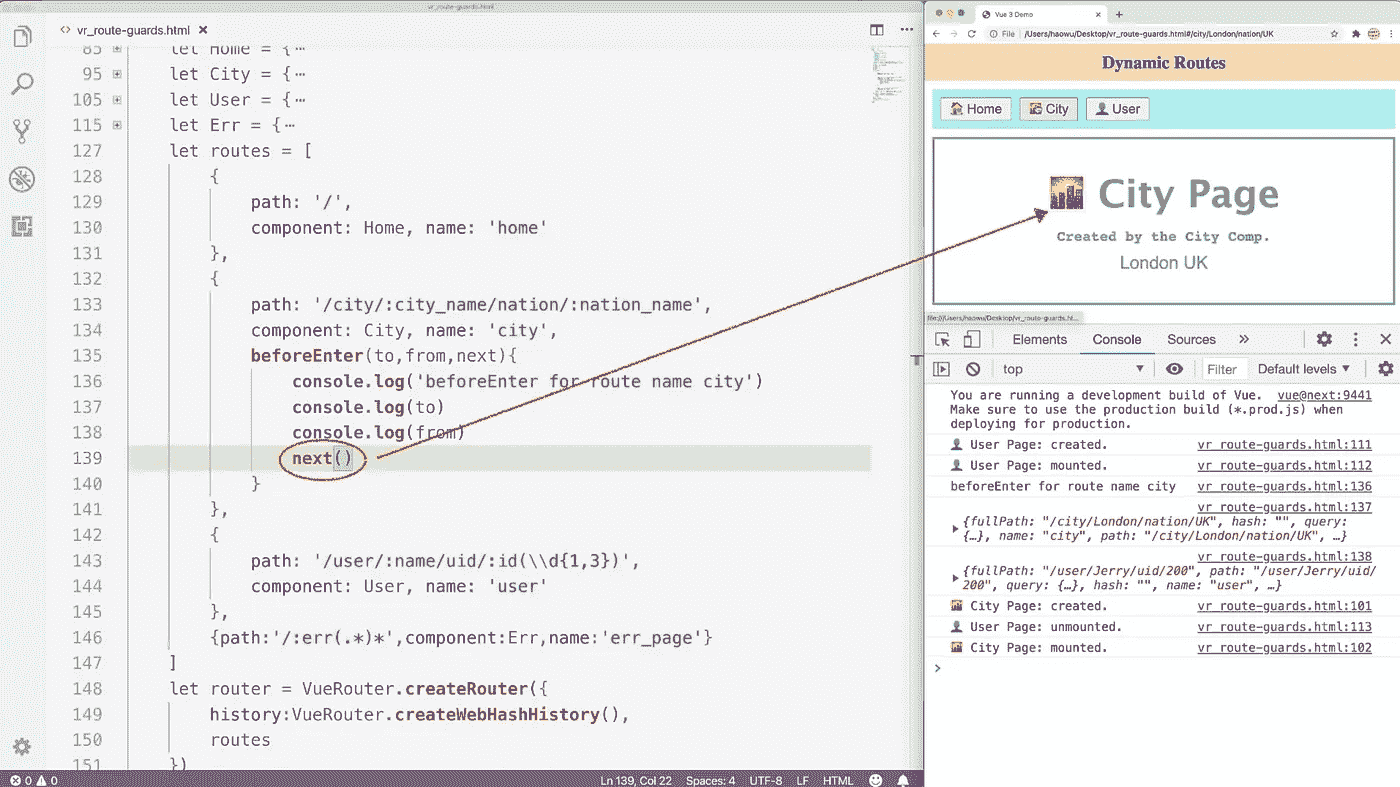 vr_route-guards.html
vr_route-guards.html
85 let Home = {⋯
95 let City = {⋯
105 let User = {⋯
115 let Err = {⋯
127 let routes = [
128 {
129 path: '/',
130 component: Home, name: 'home'
131 },
132 {
133 path: '/city/:city_name/nation/:nation_name',
134 component: City, name: 'city',
135 beforeEnter(to,from,next){
136 console.log('beforeEnter for route name city')
137 console.log(to)
138 console.log(from)
139 next()
140 }
141 },
142 {
143 path: '/user/:name/uid/:id(\\d{1,3})',
144 component: User, name: 'user'
145 },
146 {path:'/:err(.*)*',component:Err,name:'err_page'}
147 ]
148 let router = VueRouter.createRouter({
149 history:VueRouter.createWebHashHistory(),
150 routes
151 })
0 0 Ln 139, Col 22 Spaces: 4 UTF-8 LF HTML
Vue 3 Demo
File /Users/haowu/Desktop/vr_route-guards.html#/city/London/nation/UK
Dynamic Routes
Home City User
City Page
Created by the City Comp.
London UK
file:///Users/haowu/Desktop/vr_route-guards.ht...
Elements Console Sources
top Filter Default levels
You are running a development build of Vue. vue@next:9441
Make sure to use the production build (*.prod.js) when
deploying for production.
User Page: created. vr_route-guards.html:111
User Page: mounted. vr_route-guards.html:112
beforeEnter for route name city vr_route-guards.html:136
vr_route-guards.html:137
{fullPath: "/city/London/nation/UK", hash: "", query:
{…}, name: "city", path: "/city/London/nation/UK", …}
vr_route-guards.html:138
{fullPath: "/user/Jerry/uid/200", path: "/user/Jerry/uid/
200", query: {…}, hash: "", name: "user", …}
City Page: created. vr_route-guards.html:101
User Page: unmounted. vr_route-guards.html:113
City Page: mounted. vr_route-guards.html:102